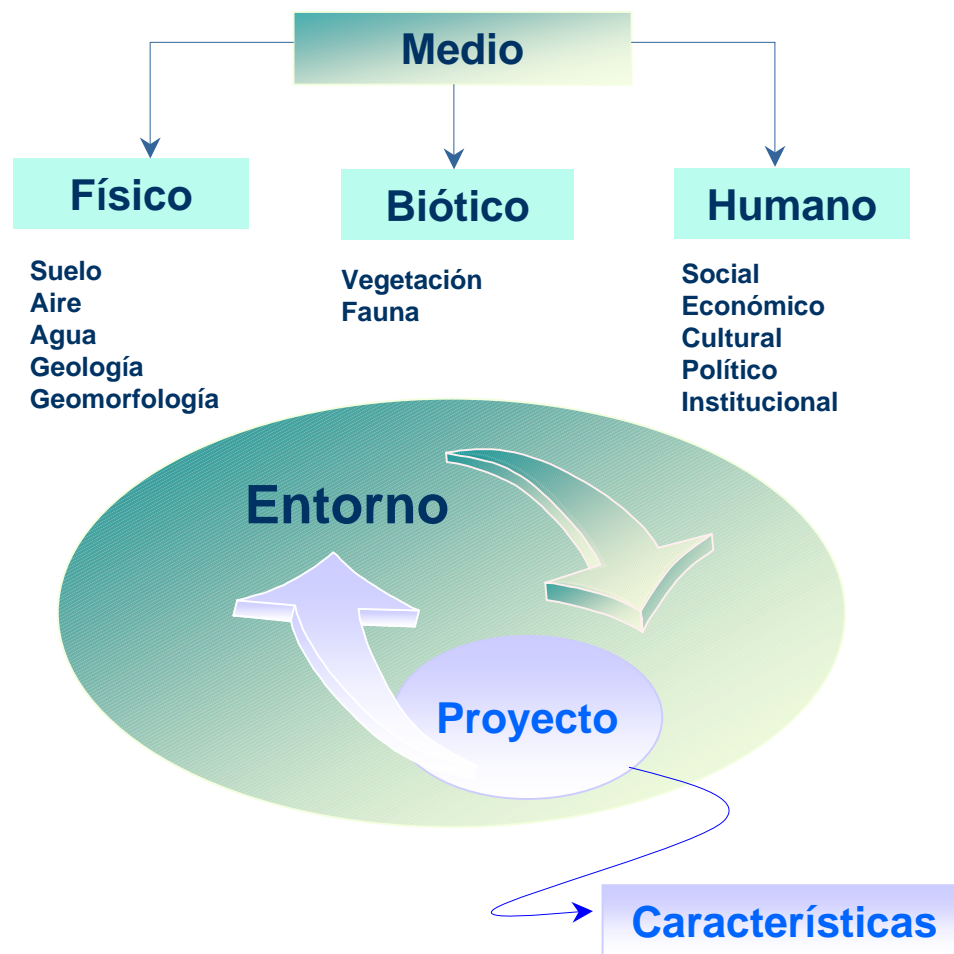 Medio
Físico
Suelo
Aire
Agua
Geología
Geomorfología
Biótico
Vegetación
Fauna
Humano
Social
Económico
Cultural
Político
Institucional
Entorno
Proyecto
Características